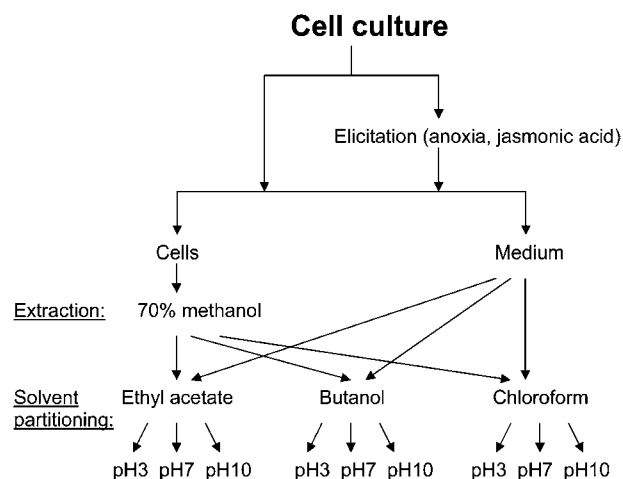 Cell culture
Elicitation (anoxia, jasmonic acid)
Cells
Medium
Extraction:
70% methanol
Solvent
partitioning:
Ethyl acetate
Butanol
Chloroform
pH3 pH7 pH10
pH3 pH7 pH10
pH3 pH7 pH10